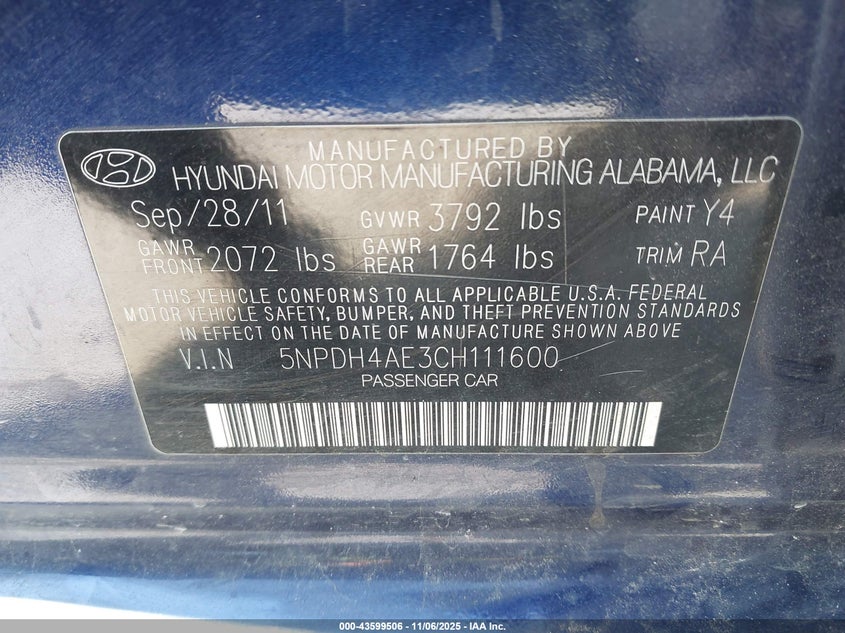 MANUFACTURED BY
HYUNDAI MOTOR MANUFACTURING ALABAMA, LLC
Sep/28/11 GVWR 3792 lbs PAINT Y4
GAWR FRONT 2072 lbs GAWR REAR 1764 lbs TRIM RA
THIS VEHICLE CONFORMS TO ALL APPLICABLE U.S.A. FEDERAL
MOTOR VEHICLE SAFETY, BUMPER, AND THEFT PREVENTION STANDARDS
IN EFFECT ON THE DATE OF MANUFACTURE SHOWN ABOVE
V.I.N 5NPDH4AE3CH111600
PASSENGER CAR
000-43599506 - 11/06/2025 - IAA Inc.